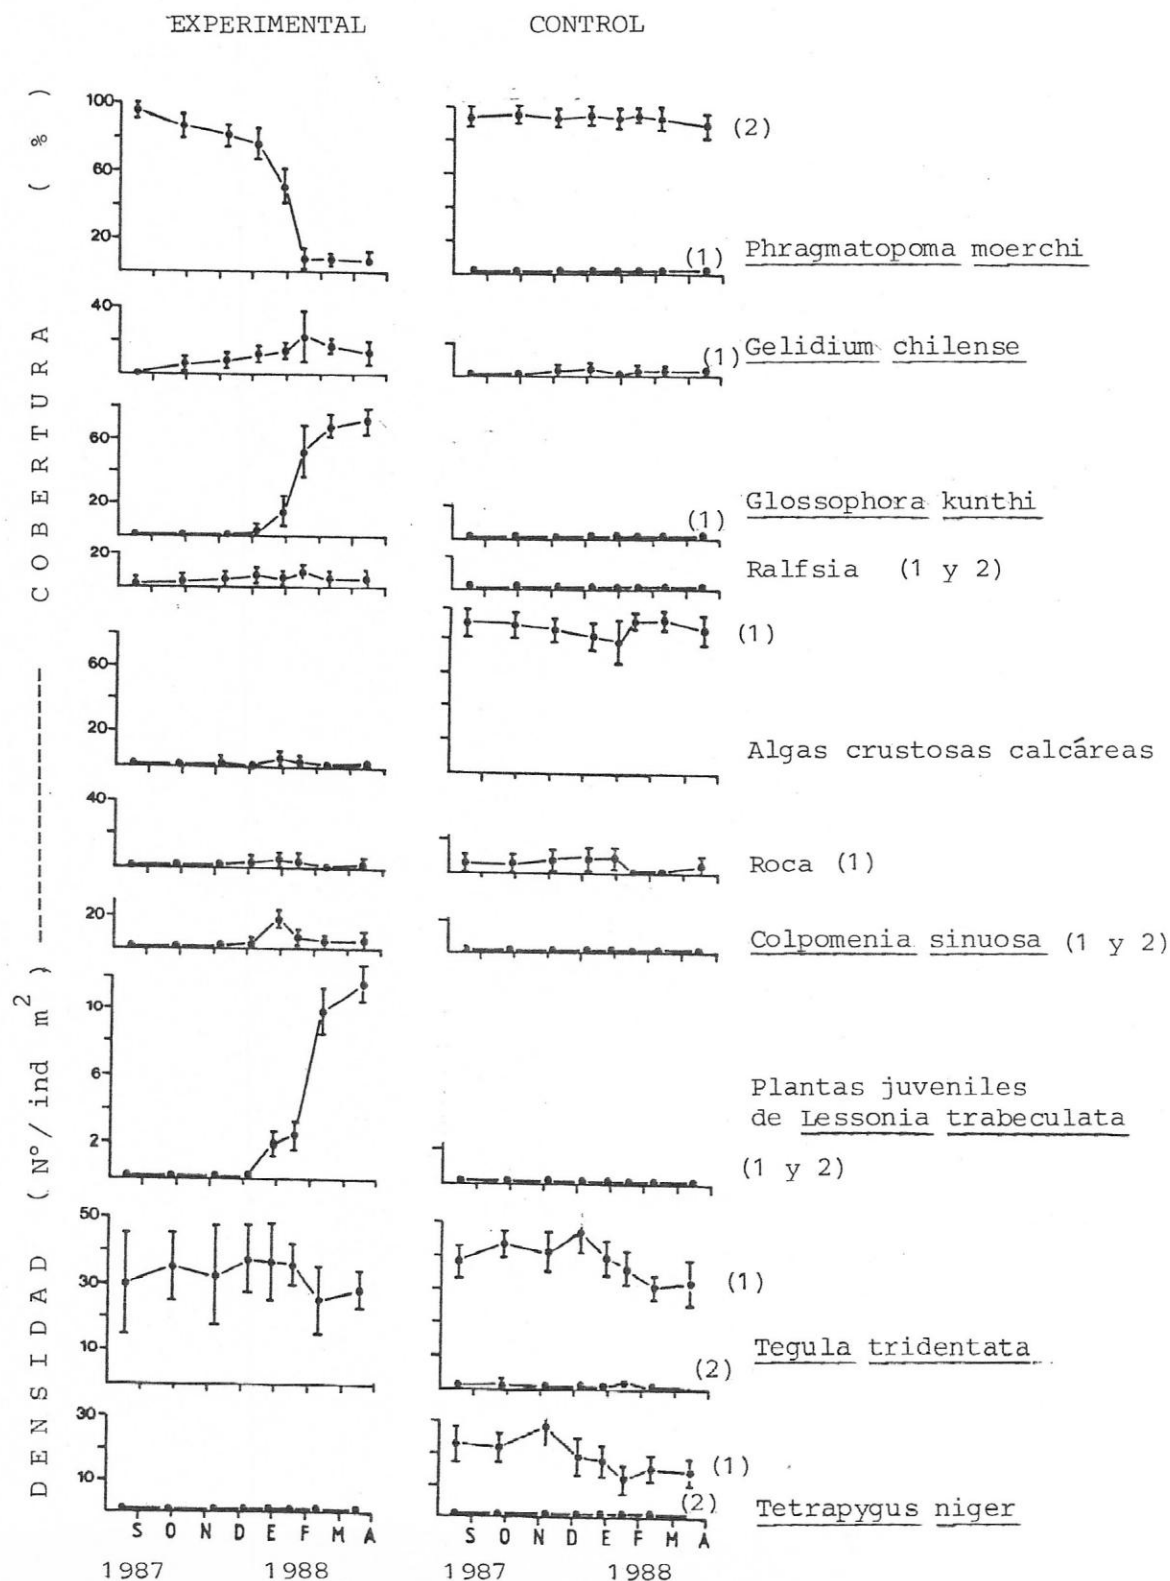 EXPERIMENTAL CONTROL
COBERTURA ( % )
DENSIDAD ( N°/ ind m2 )
100
60
20
(2)
(1)
Phragmatopoma moerchi
40
(1)
Gelidium chilense
60
20
(1)
Glossophora kunthi
20
Ralfsia (1 y 2)
60
20
(1)
Algas crustosas calcáreas
40
Roca (1)
20
Colpomenia sinuosa (1 y 2)
10
6
2
Plantas juveniles
de Lessonia trabeculata
(1 y 2)
50
30
10
(1)
(2)
Tegula tridentata
30
10
(1)
(2)
Tetrapygus niger
S O N D E F M A S O N D E F M A
1987 1988 1987 1988